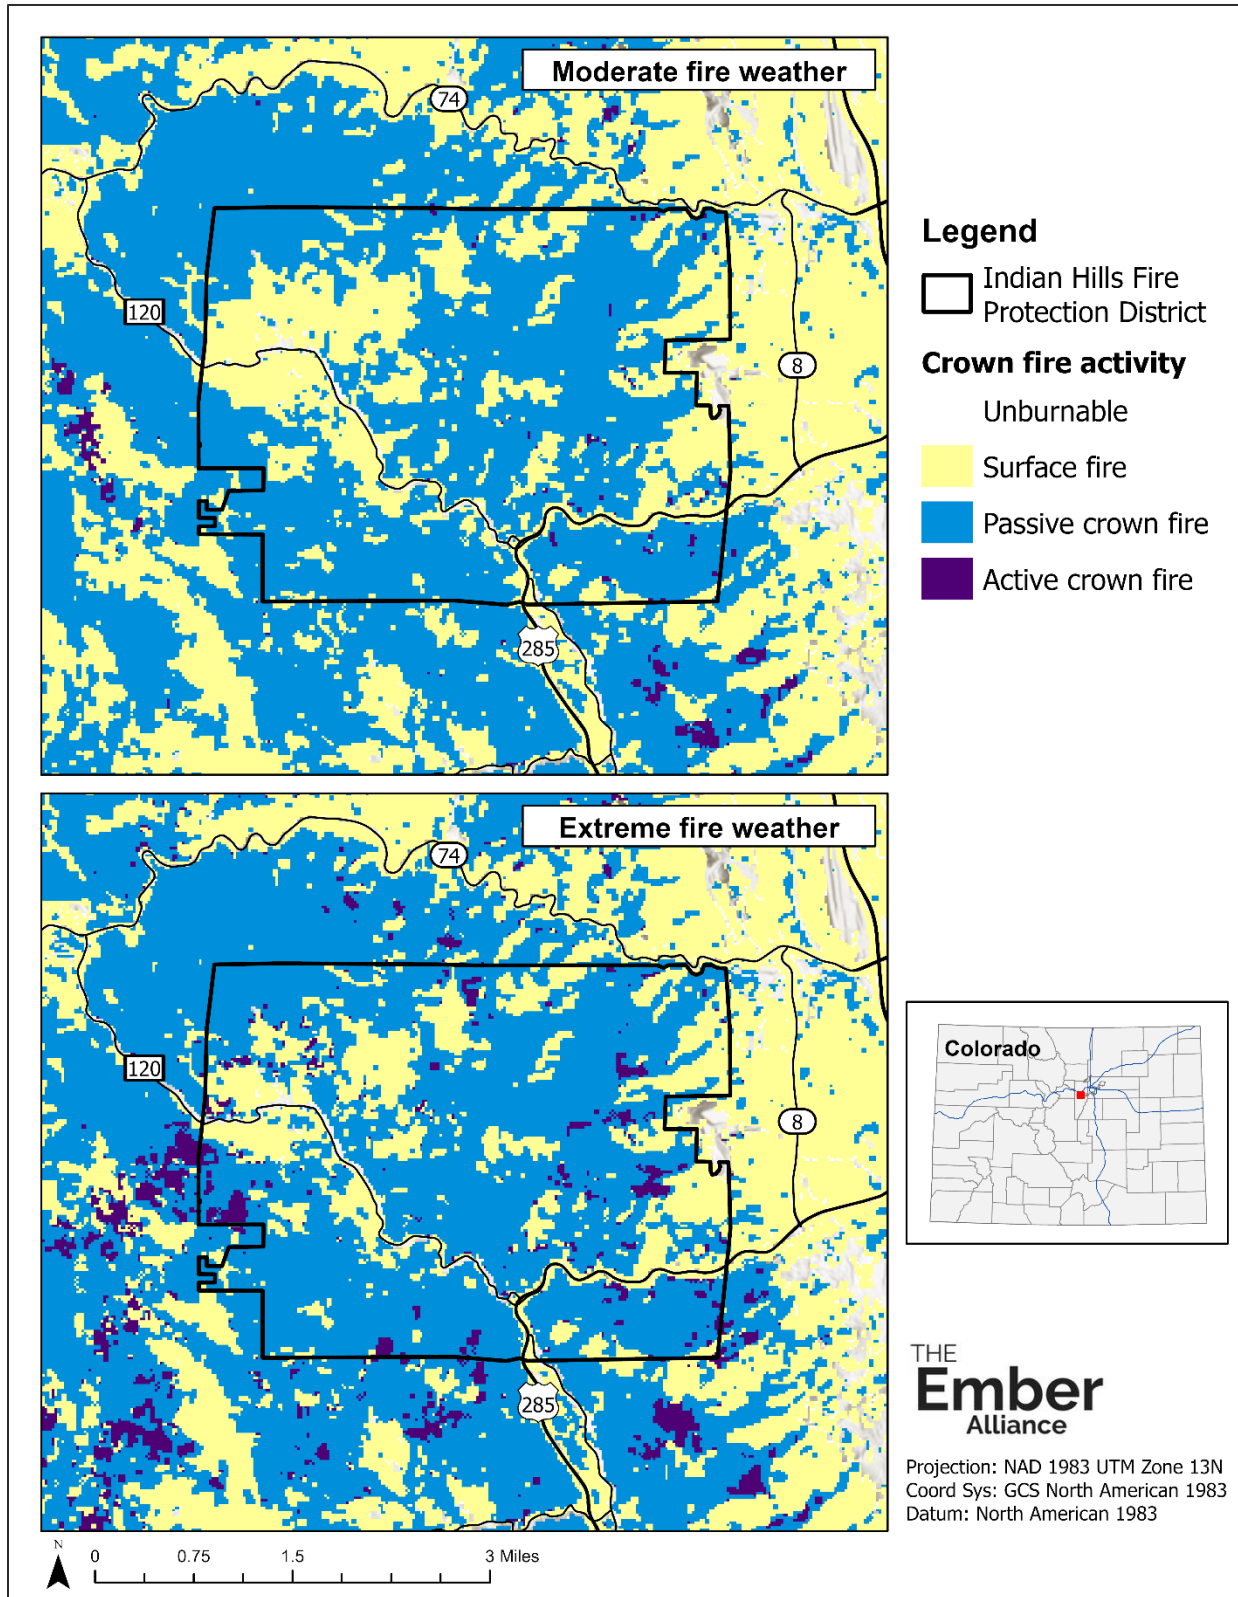 Moderate fire weather
74
120
8
285
Legend
Indian Hills Fire
Protection District
Crown fire activity
Unburnable
Surface fire
Passive crown fire
Active crown fire
Extreme fire weather
74
120
8
285
Colorado
THE
Ember
Alliance
Projection: NAD 1983 UTM Zone 13N
Coord Sys: GCS North American 1983
Datum: North American 1983
N
0 0.75 1.5 3 Miles